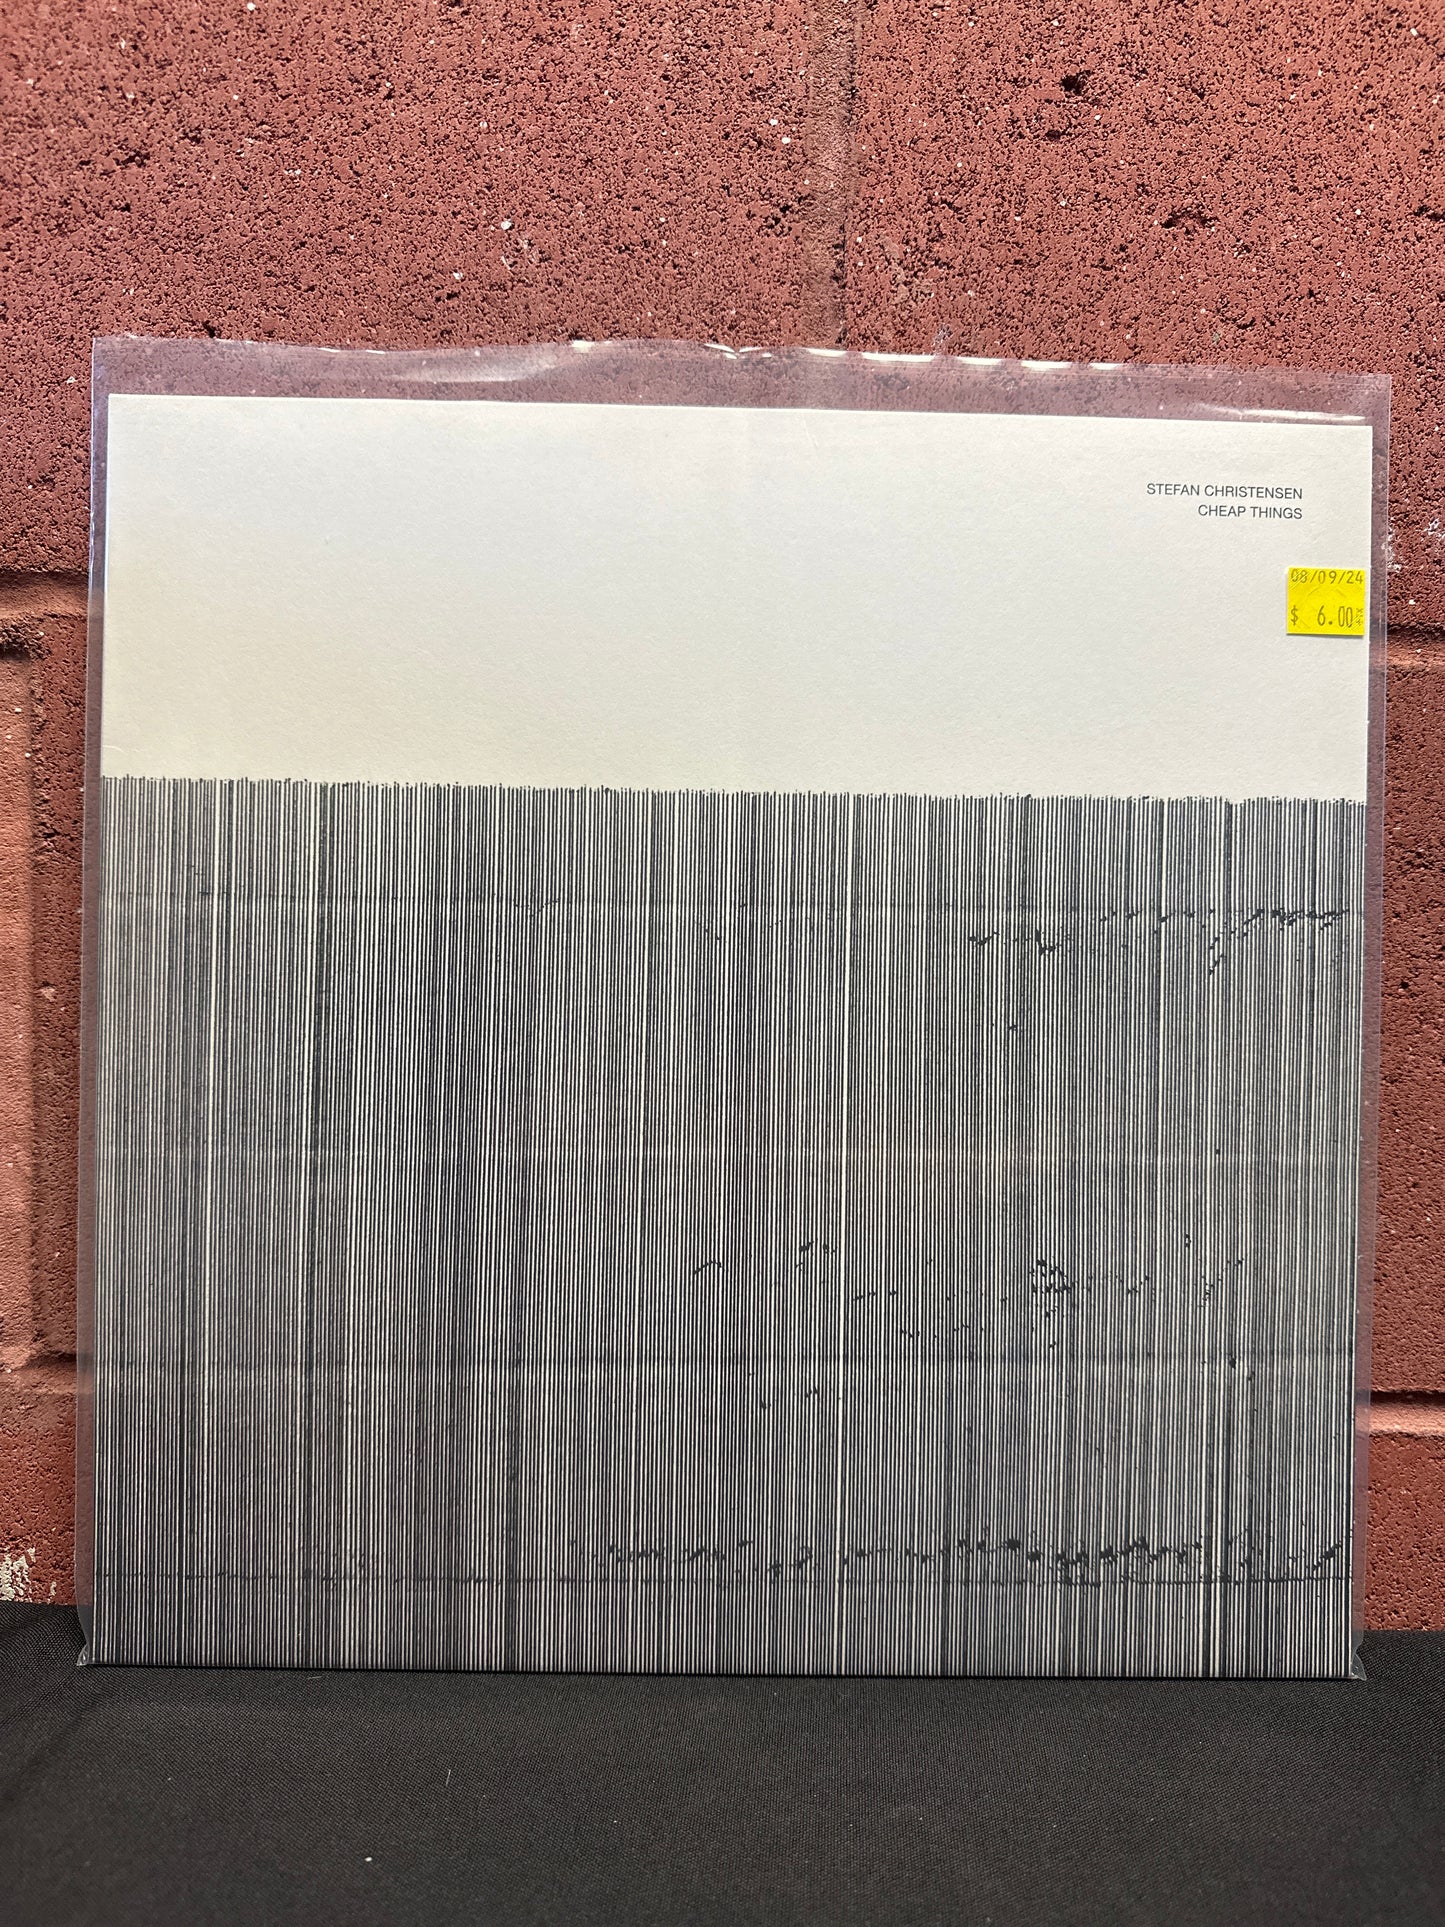 STEFAN CHRISTENSEN
CHEAP THINGS
08/09/24
$ 6.00